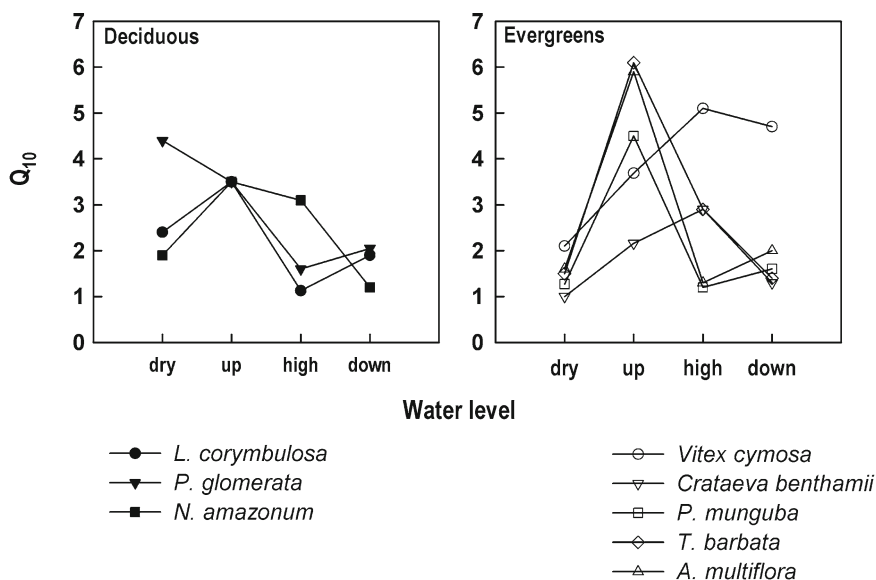 Deciduous
Evergreens
7
6
5
4
3
2
1
0
Q10
dry up high down
7
6
5
4
3
2
1
0
dry up high down
Water level
L. corymbulosa
P. glomerata
N. amazonum
Vitex cymosa
Crataeva benthamii
P. munguba
T. barbata
A. multiflora